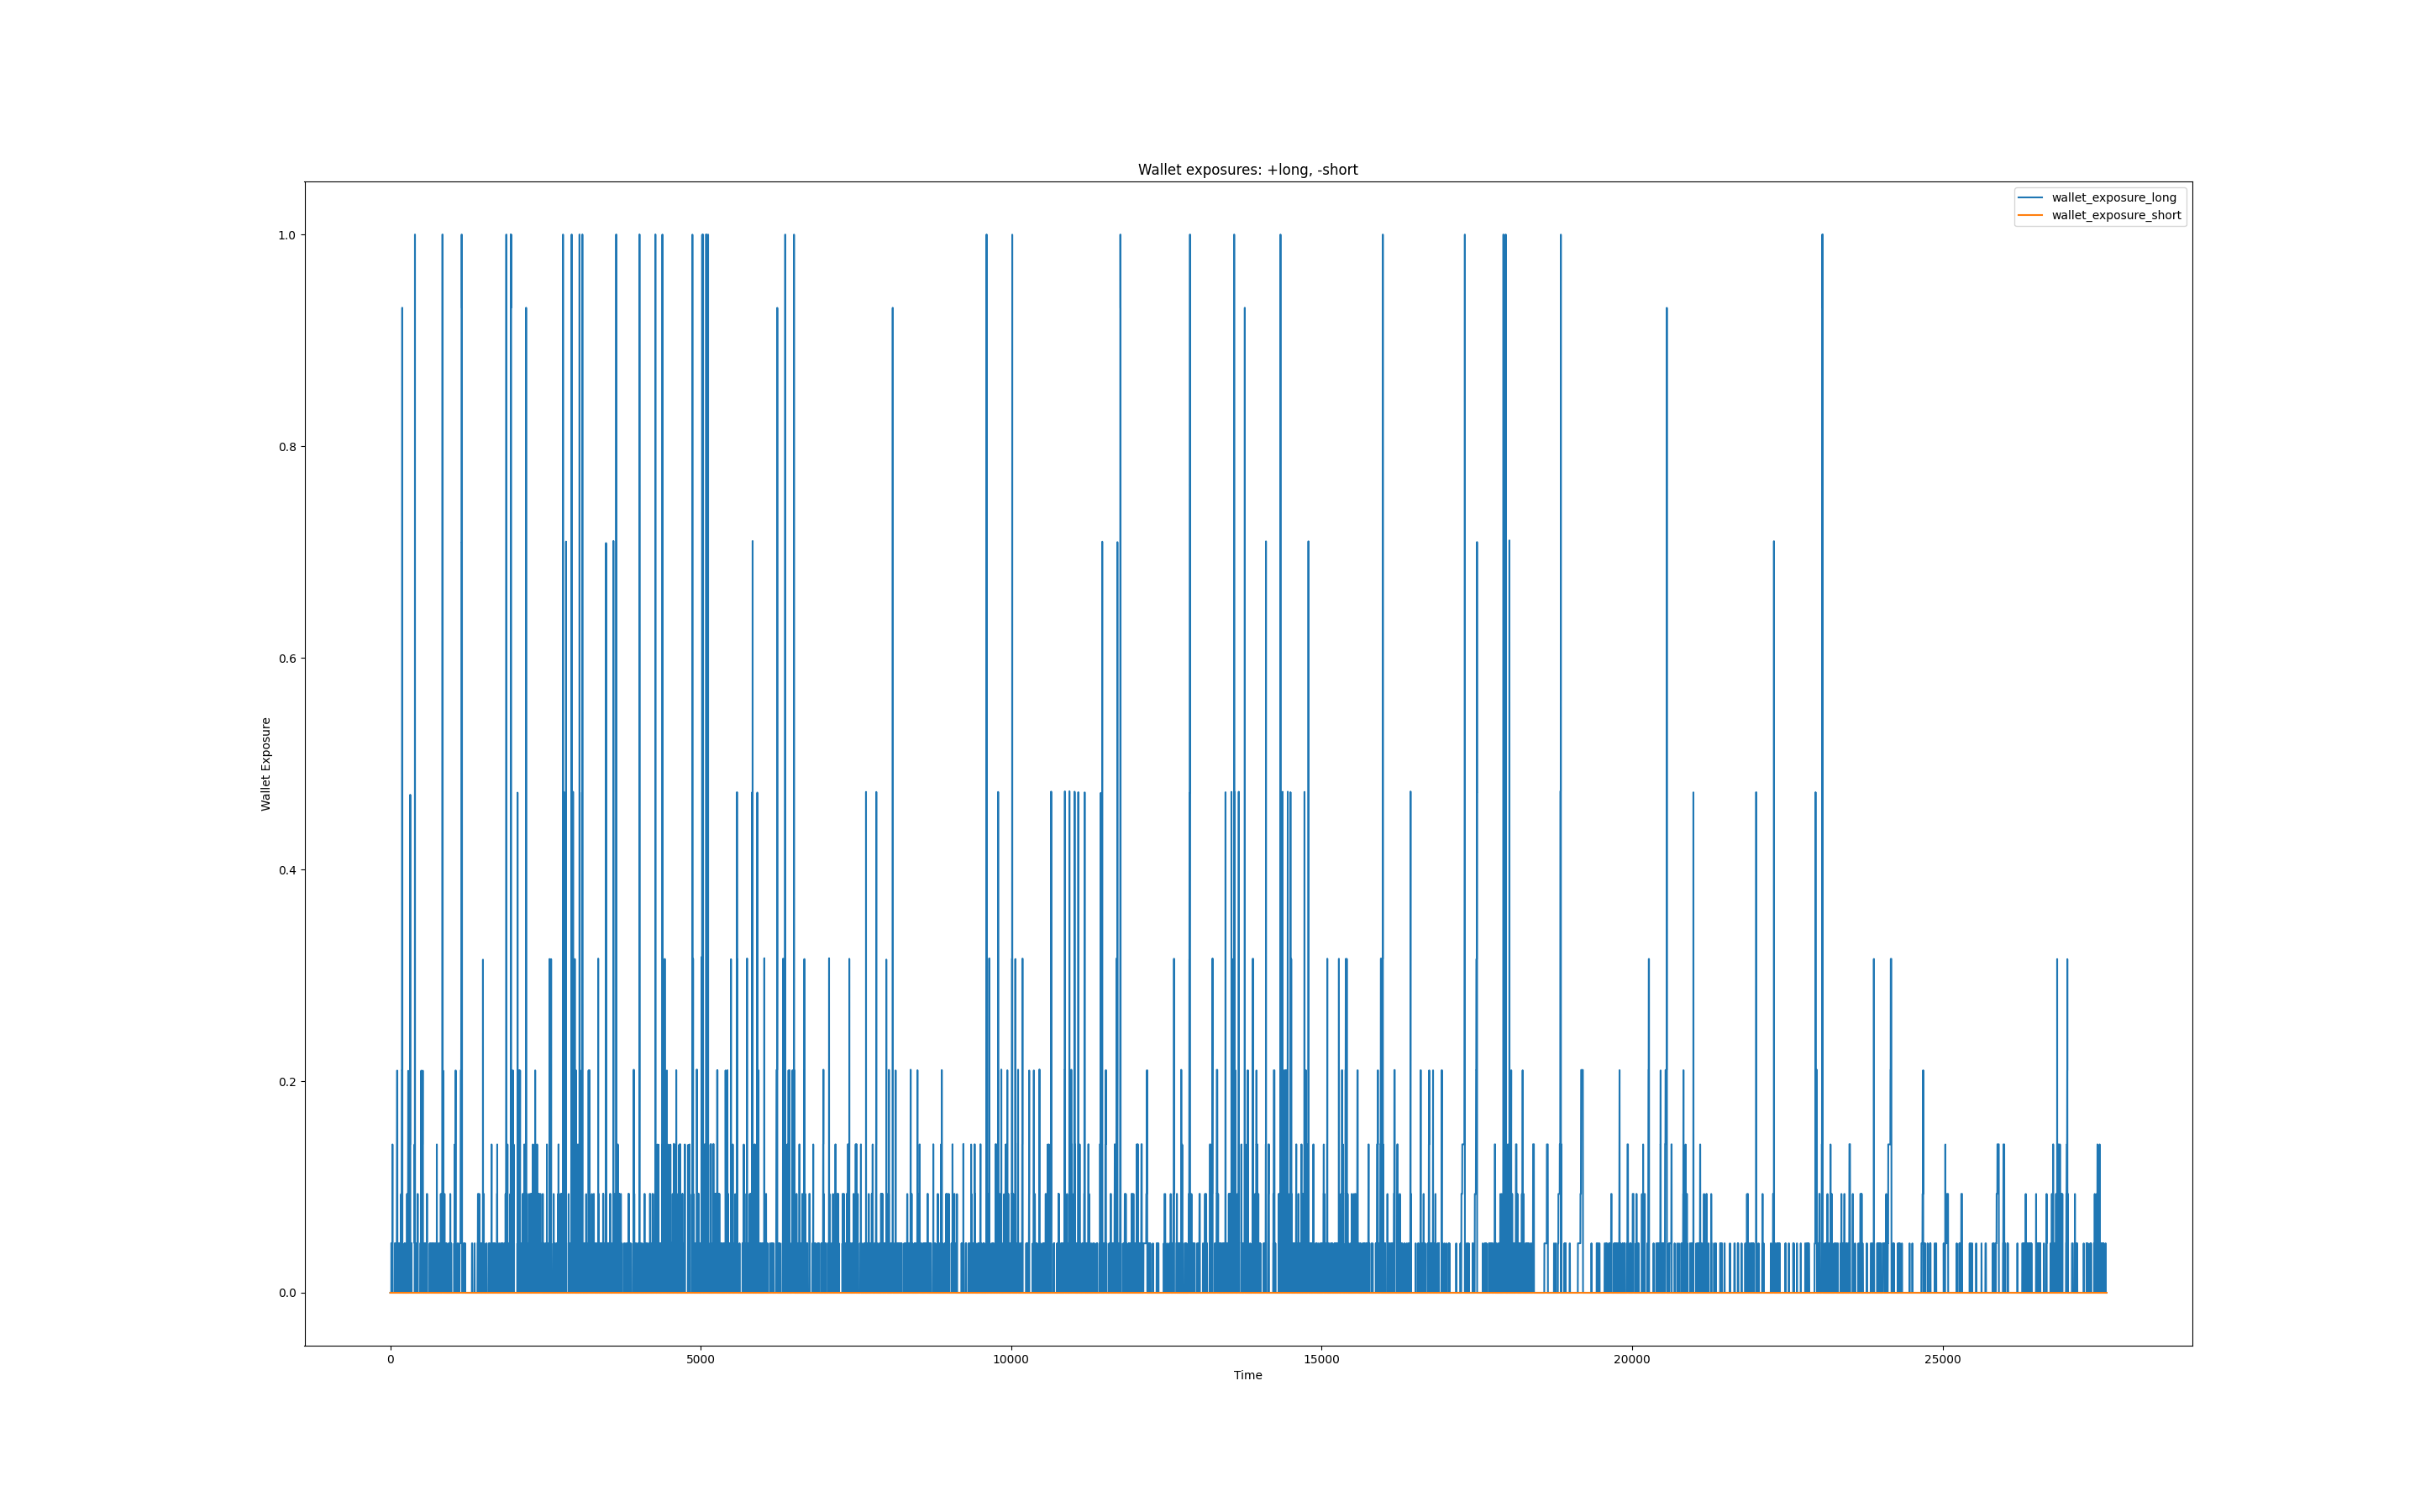 Wallet exposures: +long, -short
wallet_exposure_long
wallet_exposure_short
1.0
0.8
0.6
0.4
0.2
0.0
Wallet Exposure
0 5000 10000 15000 20000 25000
Time